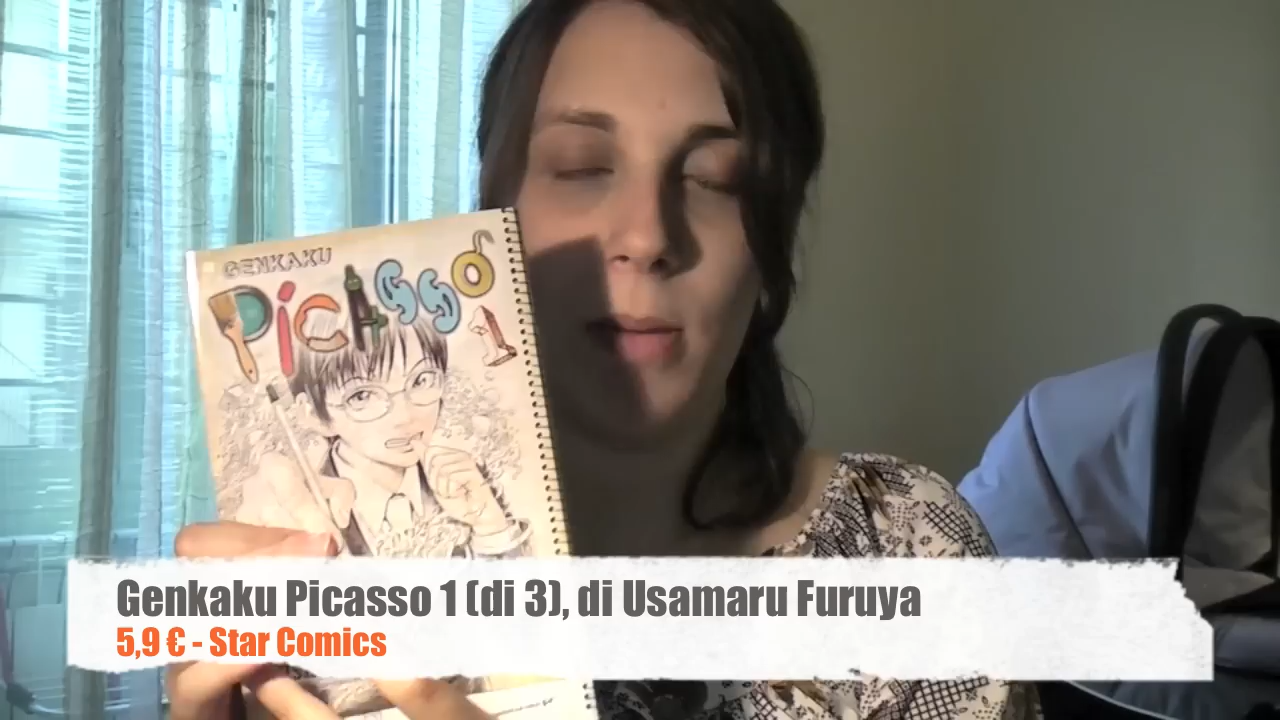 GENKAKU
Picasso
1
Genkaku Picasso 1 (di 3), di Usamaru Furuya
5,9 € - Star Comics